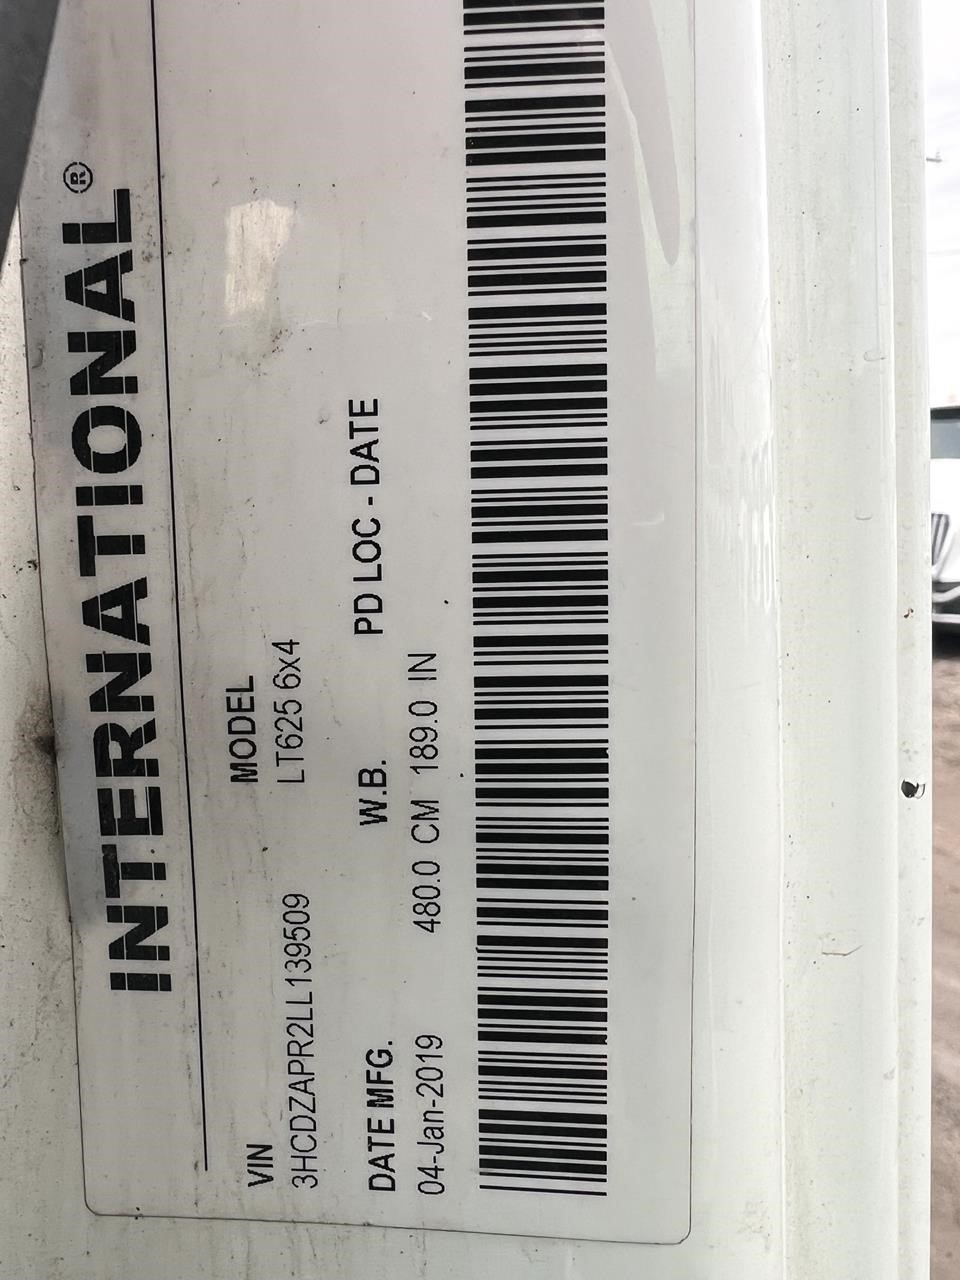 INTERNATIONAL®
VIN MODEL
3HCDZAPR2LL139509 LT625 6x4
DATE MFG. W.B. PD LOC - DATE
04-Jan-2019 480.0 CM 189.0 IN